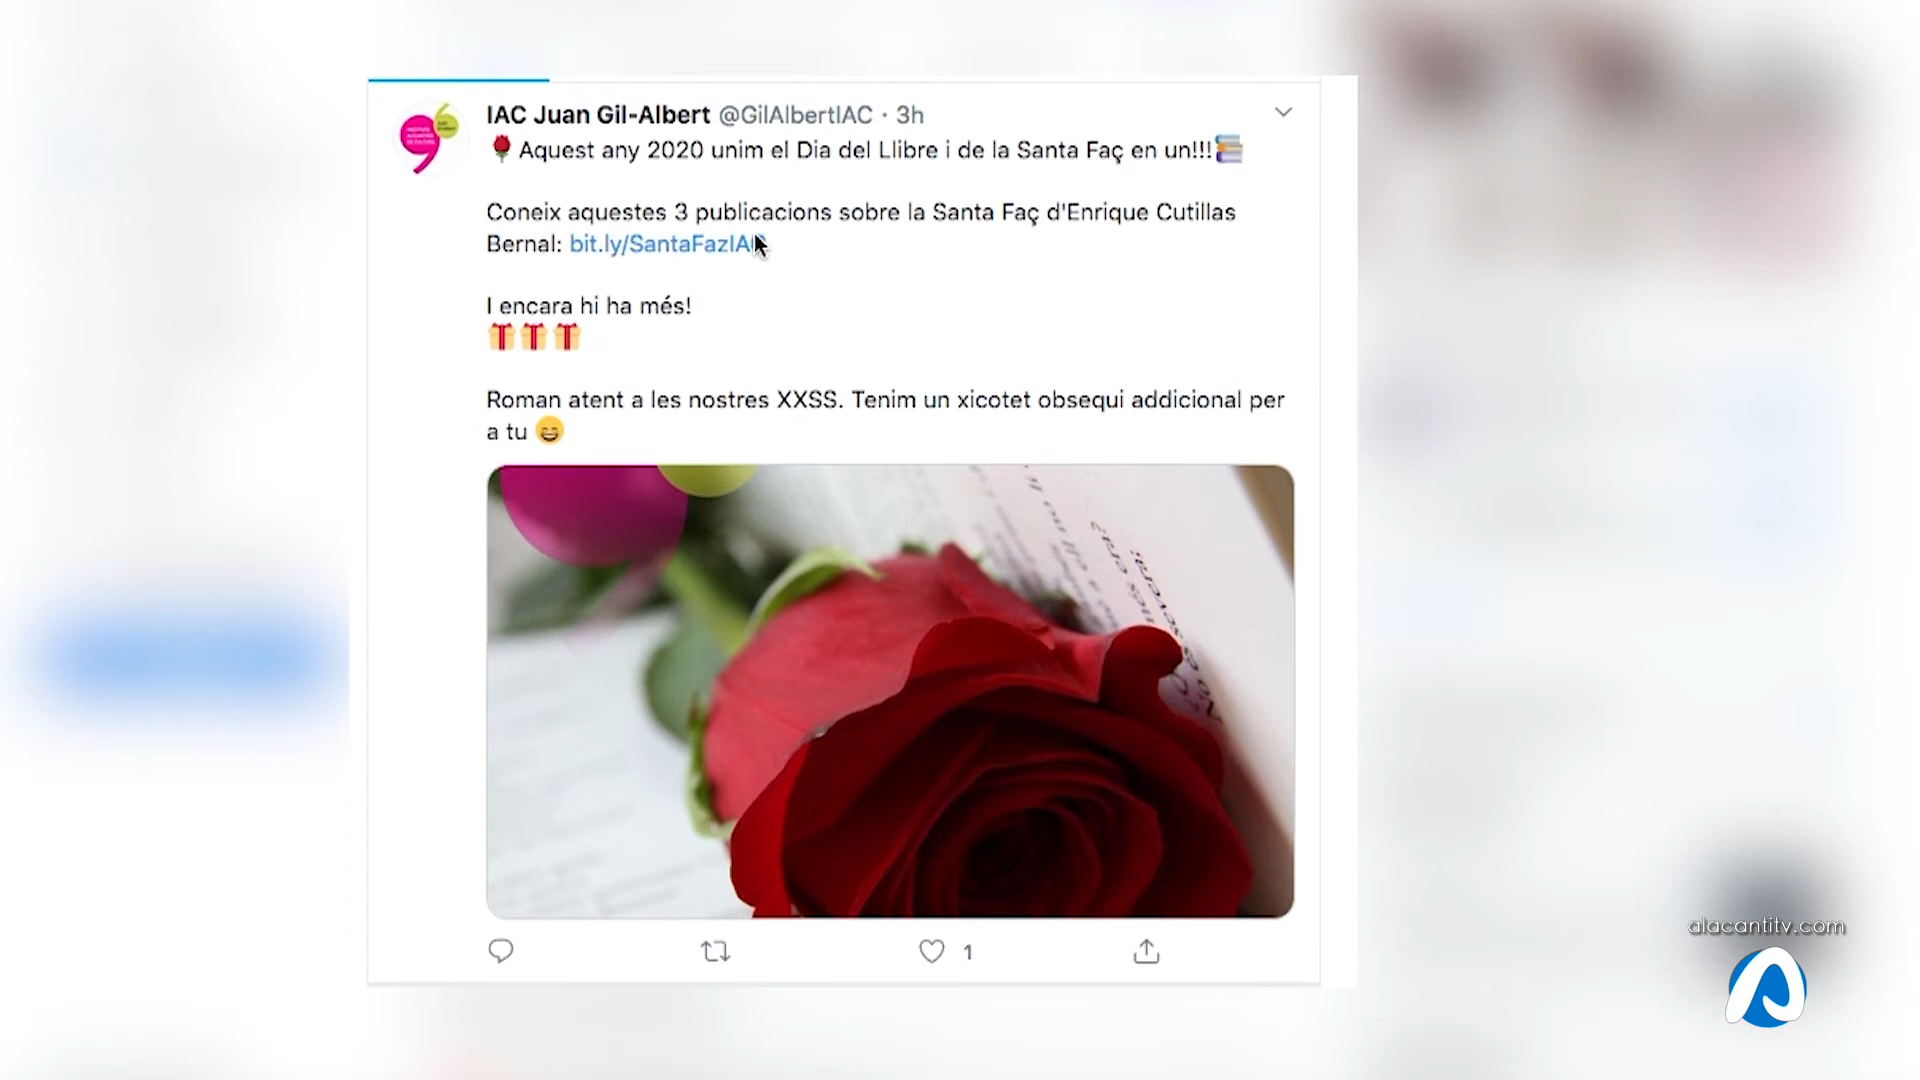 IAC Juan Gil-Albert @GilAlbertIAC · 3h
🌹Aquest any 2020 unim el Dia del Llibre i de la Santa Faç en un!!!📚
Coneix aquestes 3 publicacions sobre la Santa Faç d'Enrique Cutillas
Bernal: bit.ly/SantaFazIAC
I encara hi ha més!
🎁🎁🎁
Roman atent a les nostres XXSS. Tenim un xicotet obsequi addicional per
a tu 😄
1
alacantitv.com